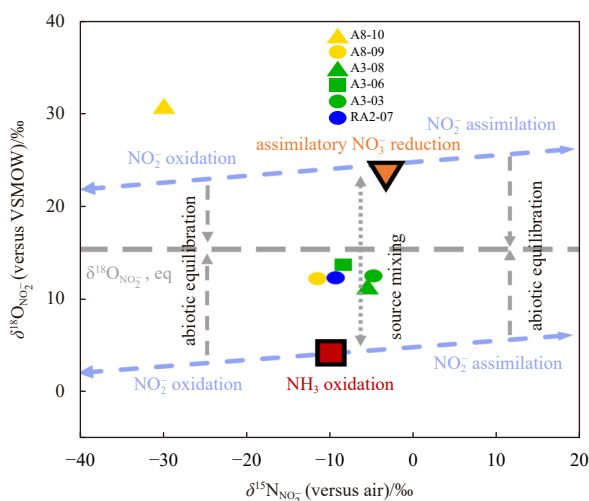 40
30
20
10
0
δ¹⁸O_NO₂⁻ (versus VSMOW)/‰
A8-10
A8-09
A3-08
A3-06
A3-03
RA2-07
NO₂⁻ assimilation
assimilatory NO₃⁻ reduction
NO₂⁻ oxidation
abiotic equilibration
source mixing
abiotic equilibration
δ¹⁸O_NO₂⁻, eq
NO₂⁻ oxidation
NH₃ oxidation
NO₂⁻ assimilation
−40 −30 −20 −10 0 10 20
δ¹⁵N_NO₂⁻ (versus air)/‰